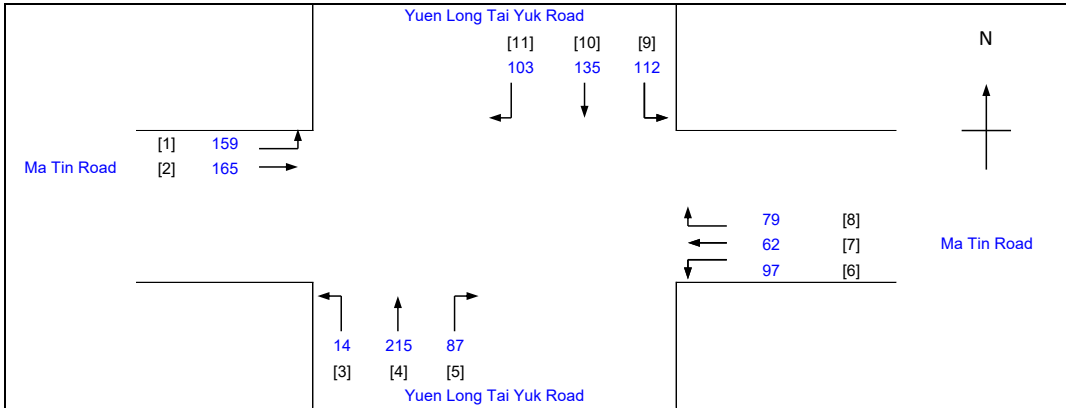 Yuen Long Tai Yuk Road
[11] [10] [9]
103 135 112
N
[1] 159
Ma Tin Road [2] 165
79 [8]
62 [7] Ma Tin Road
97 [6]
14 215 87
[3] [4] [5]
Yuen Long Tai Yuk Road